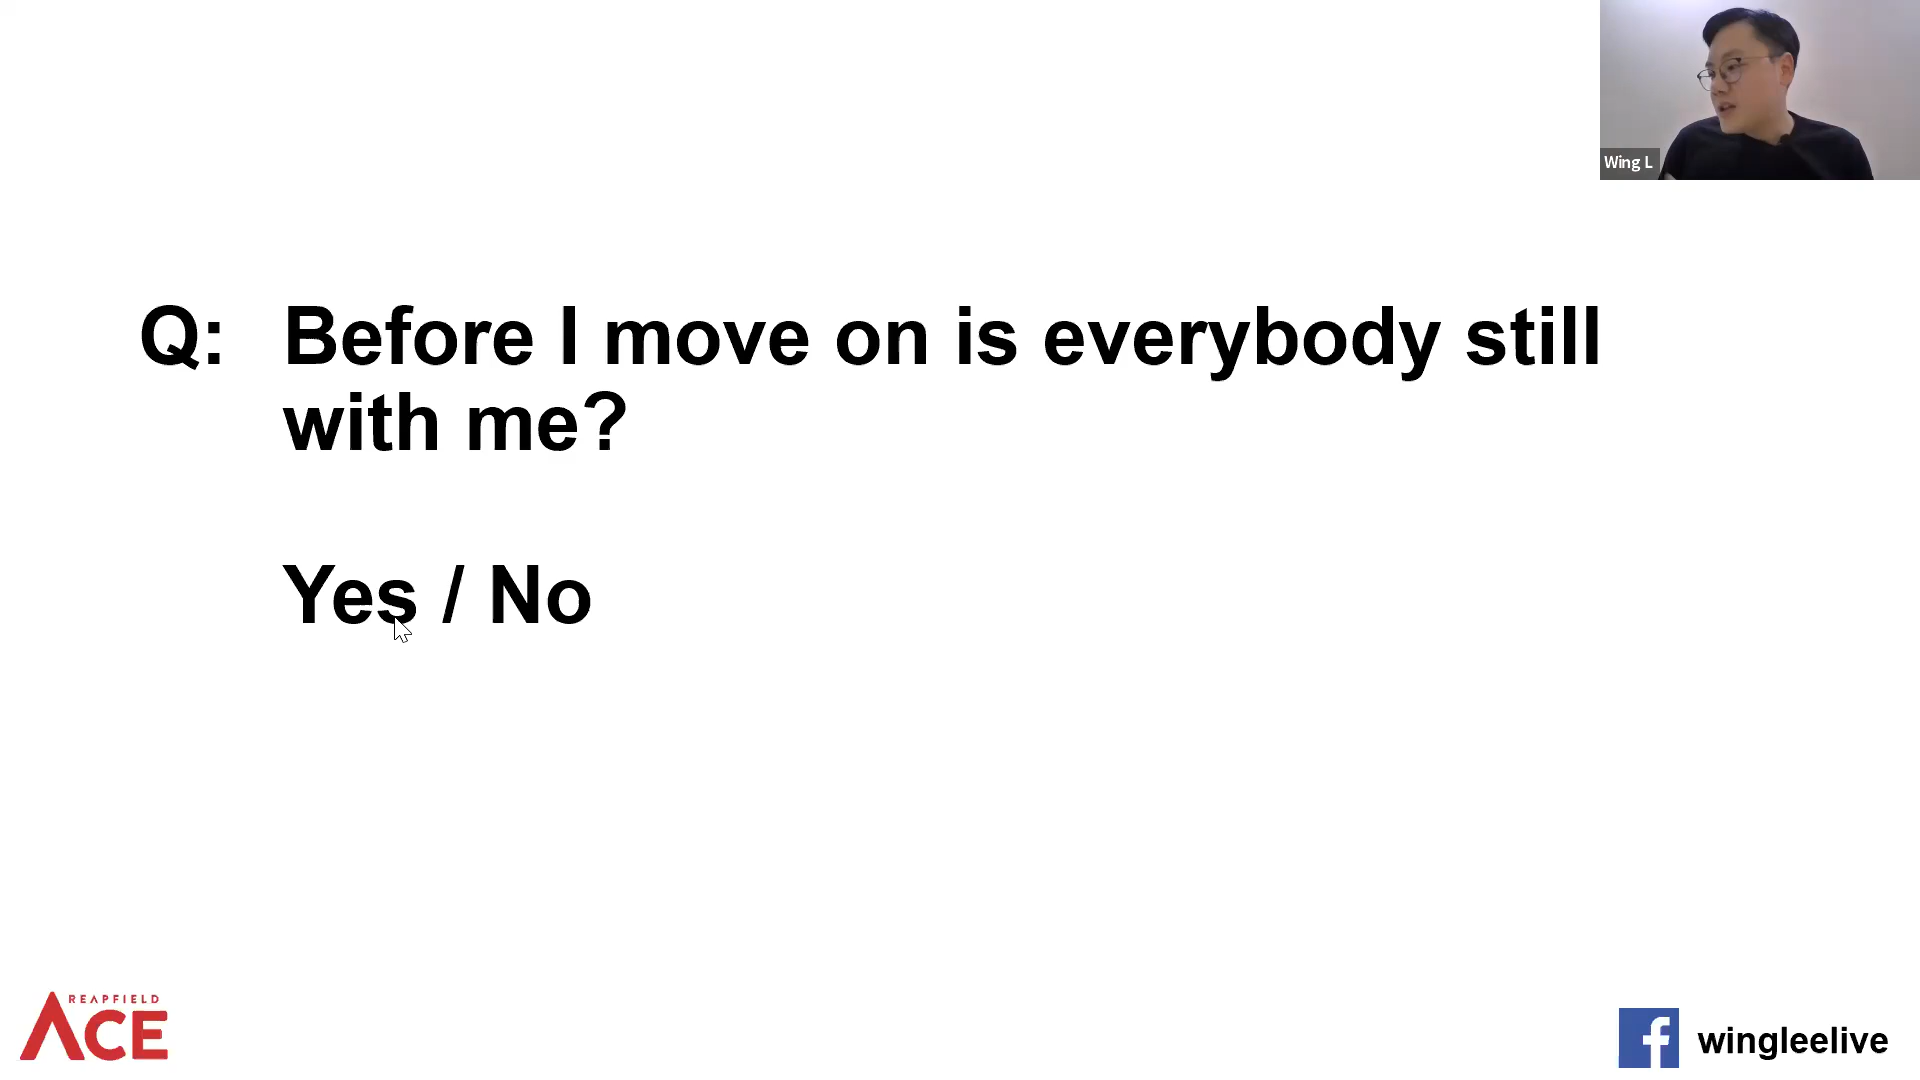 Wing L
Q: Before I move on is everybody still
with me?
Yes / No
REAPFIELD
ACE
wingleelive